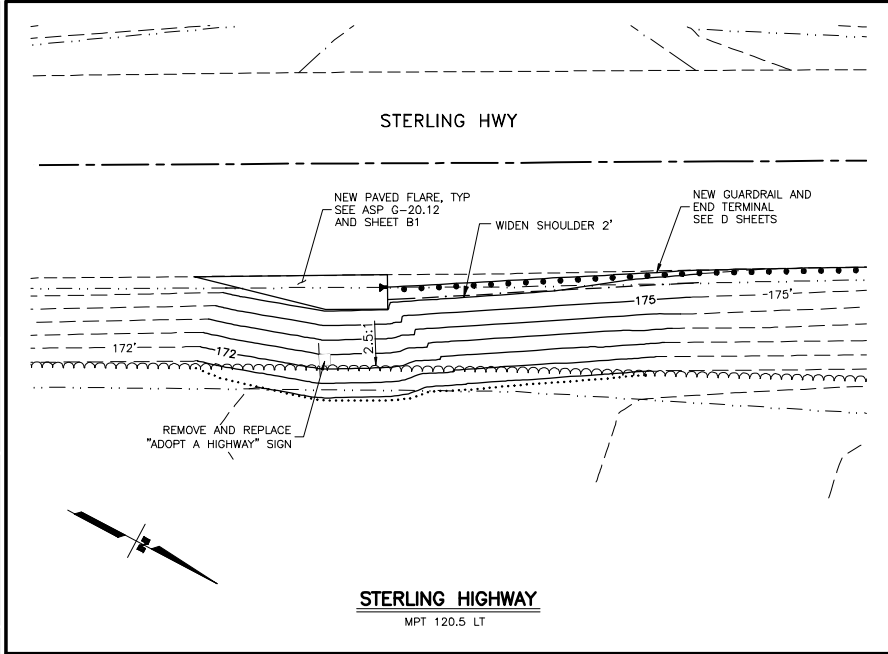 STERLING HWY
NEW PAVED FLARE, TYP
SEE ASP G-20.12
AND SHEET B1
WIDEN SHOULDER 2'
NEW GUARDRAIL AND
END TERMINAL
SEE D SHEETS
175
175'
2.5:1
172'
172
REMOVE AND REPLACE
"ADOPT A HIGHWAY" SIGN
N
STERLING HIGHWAY
MPT 120.5 LT